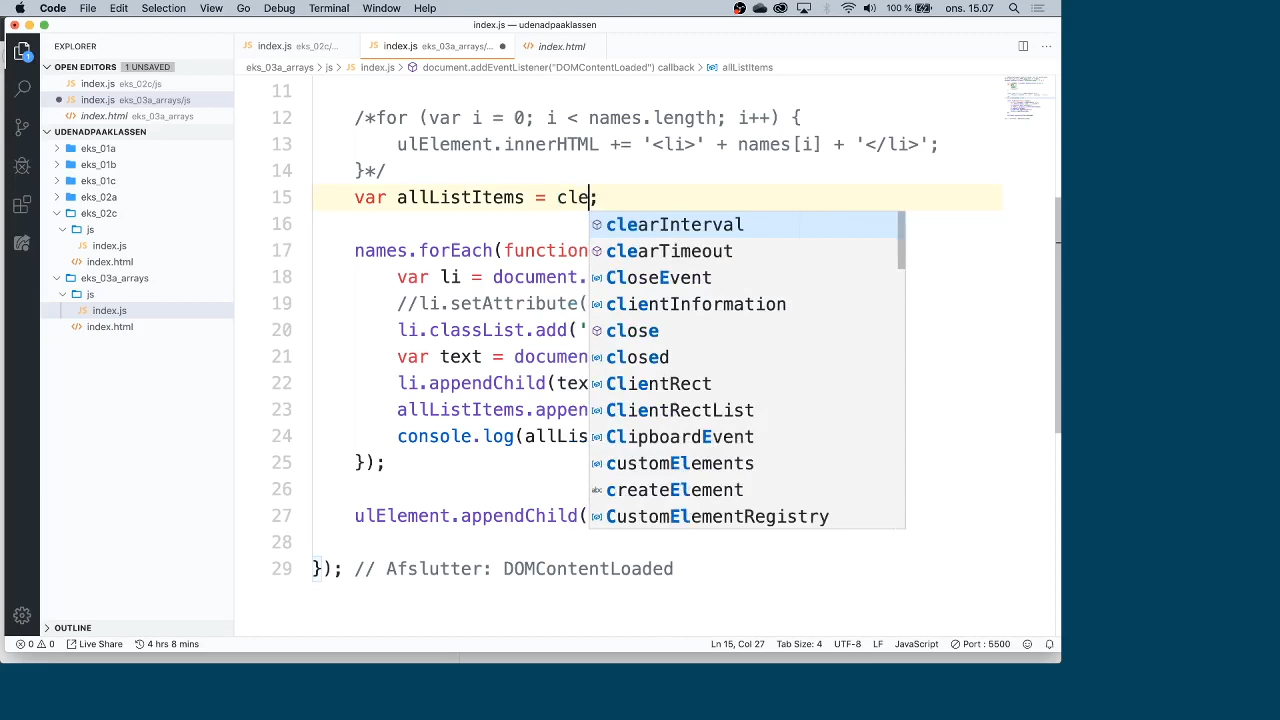 Code File Edit Selection View Go Debug Terminal Window Help 100 % ons. 15.07
index.js — udenadpaaklassen
EXPLORER
index.js eks_02c/...
index.js eks_03a_arrays/...
index.html
OPEN EDITORS 1 UNSAVED
index.js eks_02c/js
index.js eks_03a_arrays/js
index.html eks_03a_arrays
UDENADPAAKLASSEN
eks_01a
eks_01b
eks_01c
eks_02a
eks_02c
js
index.js
index.html
eks_03a_arrays
js
index.js
index.html
OUTLINE
eks_03a_arrays > js > index.js > document.addEventListener("DOMContentLoaded") callback > allListItems
11
12 /*for (var i = 0; i < names.length; i++) {
13 ulElement.innerHTML += '<li>' + names[i] + '</li>';
14 }*/
15 var allListItems = cle;
16
17 names.forEach(function
18 var li = document.
19 //li.setAttribute(
20 li.classList.add('
21 var text = document
22 li.appendChild(tex
23 allListItems.appen
24 console.log(allLis
25 });
26
27 ulElement.appendChild(
28
29 }); // Afslutter: DOMContentLoaded
clearInterval
clearTimeout
CloseEvent
clientInformation
close
closed
ClientRect
ClientRectList
ClipboardEvent
customElements
abc createElement
CustomElementRegistry
1
0 0 Live Share 4 hrs 8 mins Ln 15, Col 27 Tab Size: 4 UTF-8 LF JavaScript Port : 5500